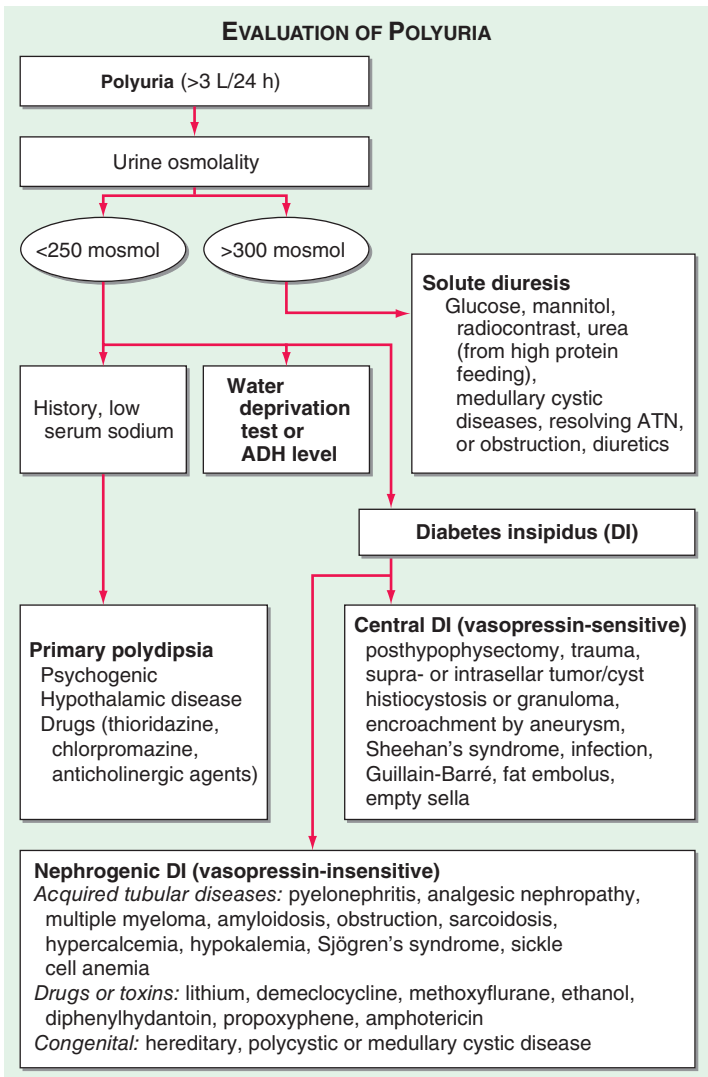 EVALUATION OF POLYURIA
Polyuria (>3 L/24 h)
Urine osmolality
<250 mosmol
>300 mosmol
Solute diuresis
Glucose, mannitol,
radiocontrast, urea
(from high protein
feeding),
medullary cystic
diseases, resolving ATN,
or obstruction, diuretics
History, low
serum sodium
Water
deprivation
test or
ADH level
Diabetes insipidus (DI)
Primary polydipsia
Psychogenic
Hypothalamic disease
Drugs (thioridazine,
chlorpromazine,
anticholinergic agents)
Central DI (vasopressin-sensitive)
posthypophysectomy, trauma,
supra- or intrasellar tumor/cyst
histiocystosis or granuloma,
encroachment by aneurysm,
Sheehan's syndrome, infection,
Guillain-Barré, fat embolus,
empty sella
Nephrogenic DI (vasopressin-insensitive)
Acquired tubular diseases: pyelonephritis, analgesic nephropathy,
multiple myeloma, amyloidosis, obstruction, sarcoidosis,
hypercalcemia, hypokalemia, Sjögren's syndrome, sickle
cell anemia
Drugs or toxins: lithium, demeclocycline, methoxyflurane, ethanol,
diphenylhydantoin, propoxyphene, amphotericin
Congenital: hereditary, polycystic or medullary cystic disease